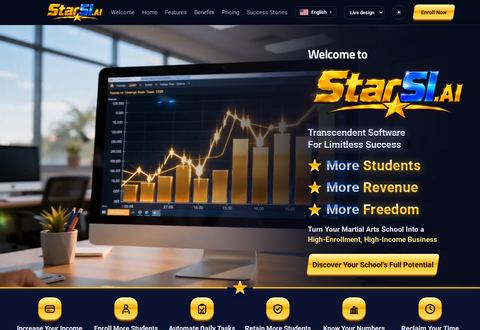 StarSI.AI
Welcome
Home
Features
Benefits
Pricing
Success Stories
English
Live design
Enroll Now
Welcome to
StarSI.AI
Transcendent Software
For Limitless Success
More Students
More Revenue
More Freedom
Turn Your Martial Arts School Into a
High-Enrollment, High-Income Business
Discover Your School's Full Potential
Increase Your Income
Enroll More Students
Automate Daily Tasks
Retain More Students
Know Your Numbers
Reclaim Your Time